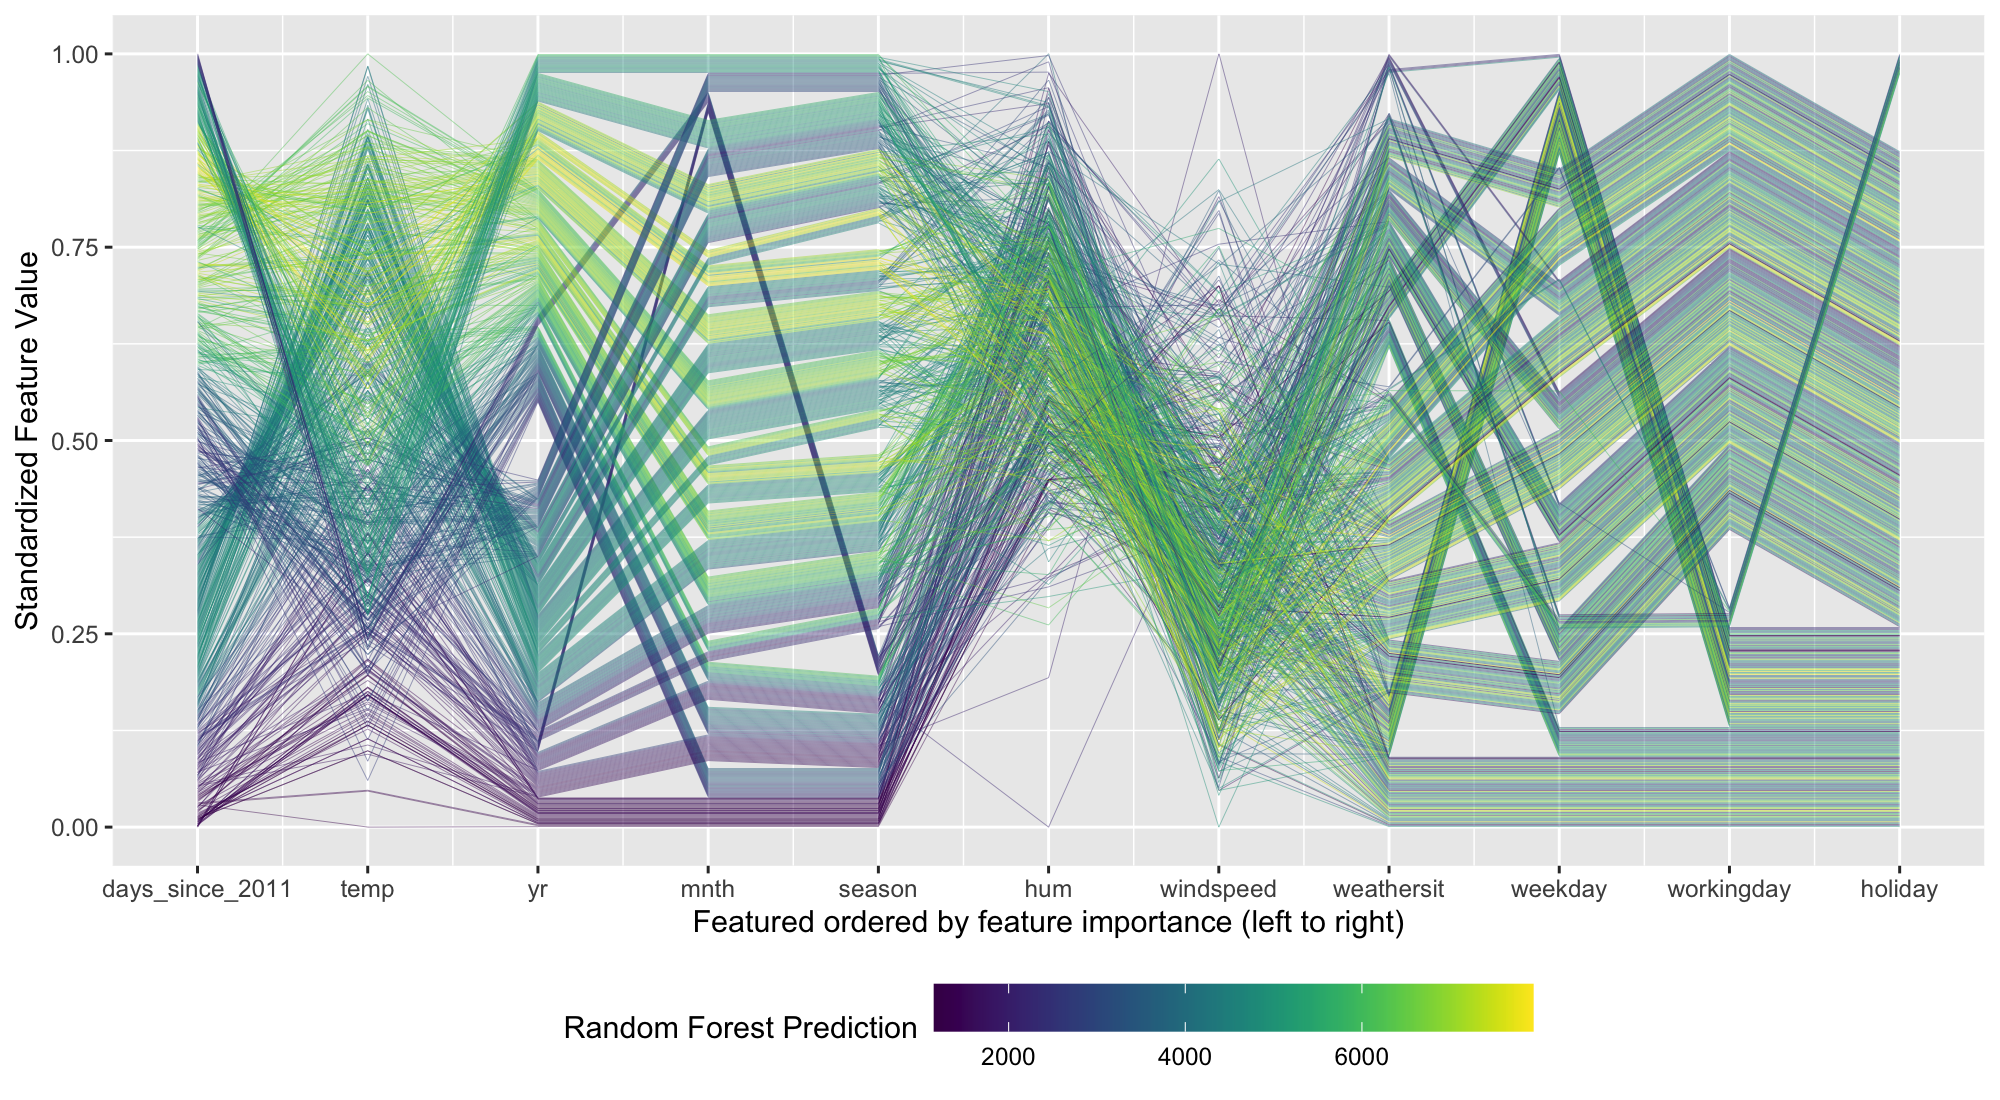 1.00
0.75
0.50
0.25
0.00
Standardized Feature Value
days_since_2011 temp yr mnth season hum windspeed weathersit weekday workingday holiday
Featured ordered by feature importance (left to right)
Random Forest Prediction
2000 4000 6000